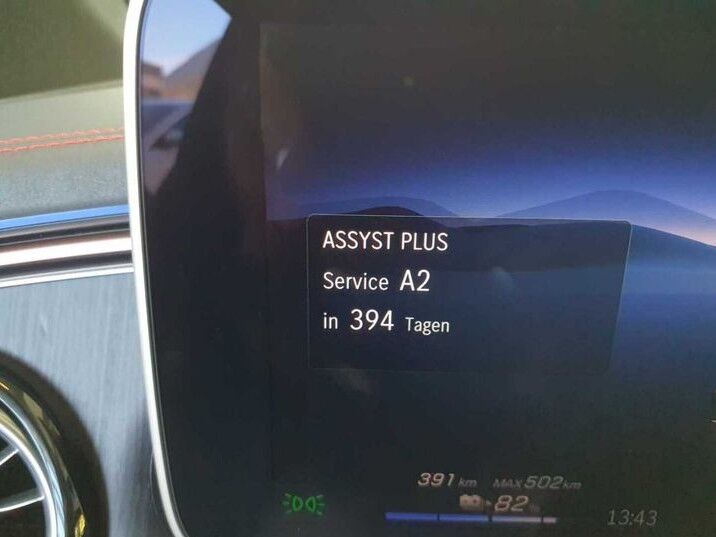 ASSYST PLUS
Service A2
in 394 Tagen
391 km MAX 502 km
82 %
13:43